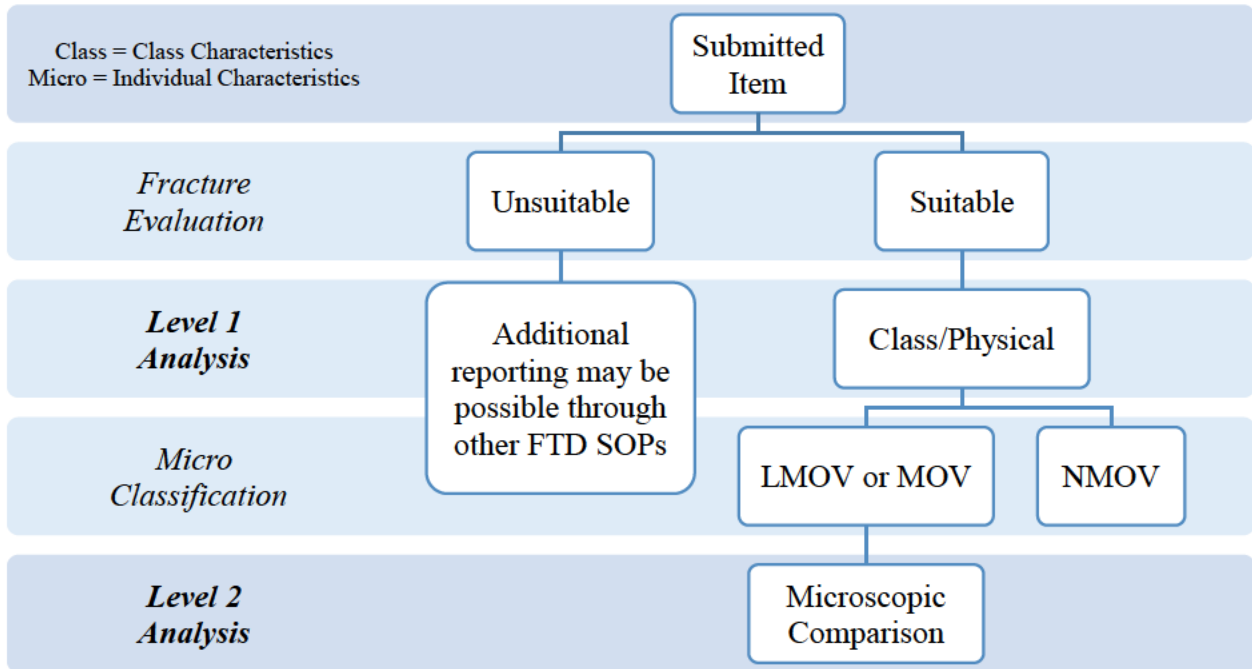 Class = Class Characteristics
Micro = Individual Characteristics
Submitted
Item
Fracture
Evaluation
Unsuitable
Suitable
Level 1
Analysis
Additional
reporting may be
possible through
other FTD SOPs
Class/Physical
Micro
Classification
LMOV or MOV
NMOV
Level 2
Analysis
Microscopic
Comparison